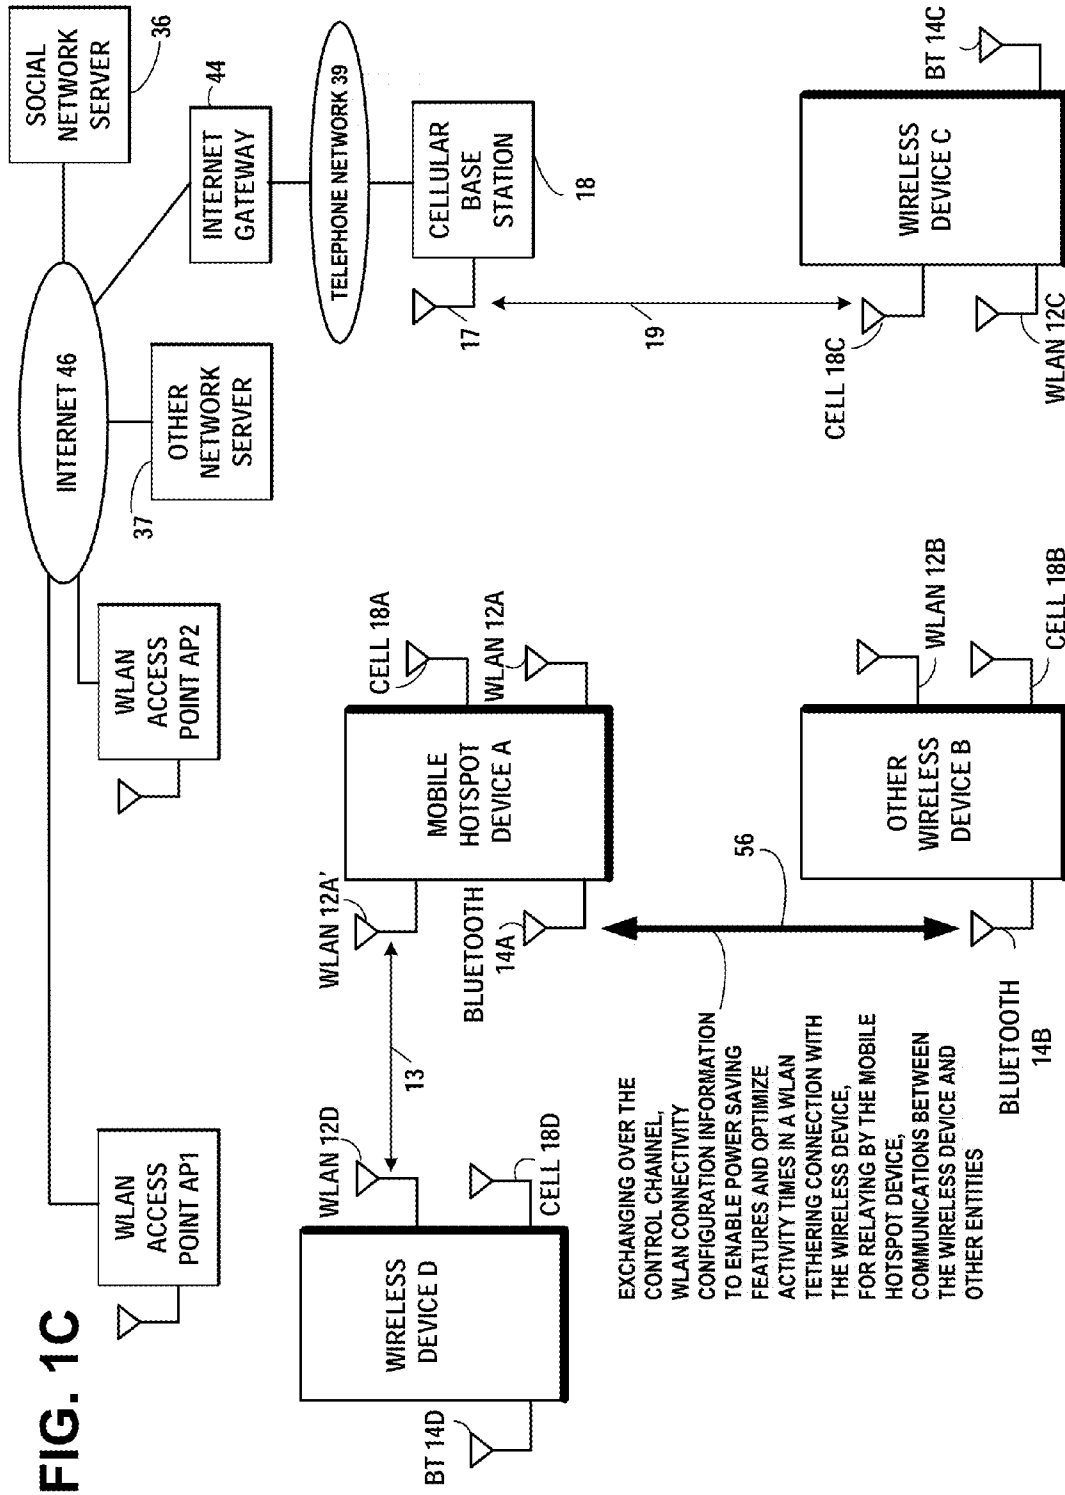 FIG. 1C
WLAN
ACCESS
POINT AP1
WLAN
ACCESS
POINT AP2
INTERNET 46
SOCIAL
NETWORK
SERVER
36
37
OTHER
NETWORK
SERVER
INTERNET
GATEWAY
44
TELEPHONE NETWORK 39
CELLULAR
BASE
STATION
17
18
19
BT 14D
WIRELESS
DEVICE D
WLAN 12D
CELL 18D
13
WLAN 12A'
BLUETOOTH
14A
MOBILE
HOTSPOT
DEVICE A
CELL 18A
WLAN 12A
EXCHANGING OVER THE
CONTROL CHANNEL,
WLAN CONNECTIVITY
CONFIGURATION INFORMATION
TO ENABLE POWER SAVING
FEATURES AND OPTIMIZE
ACTIVITY TIMES IN A WLAN
TETHERING CONNECTION WITH
THE WIRELESS DEVICE,
FOR RELAYING BY THE MOBILE
HOTSPOT DEVICE,
COMMUNICATIONS BETWEEN
THE WIRELESS DEVICE AND
OTHER ENTITIES
56
BLUETOOTH
14B
OTHER
WIRELESS
DEVICE B
WLAN 12B
CELL 18B
CELL 18C
WLAN 12C
WIRELESS
DEVICE C
BT 14C